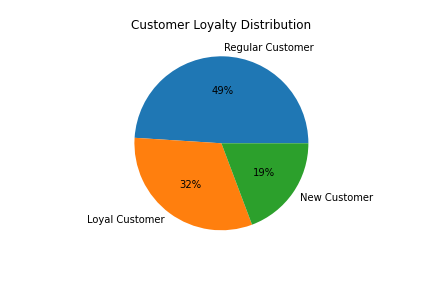 Customer Loyalty Distribution
Regular Customer
49%
32%
19%
New Customer
Loyal Customer